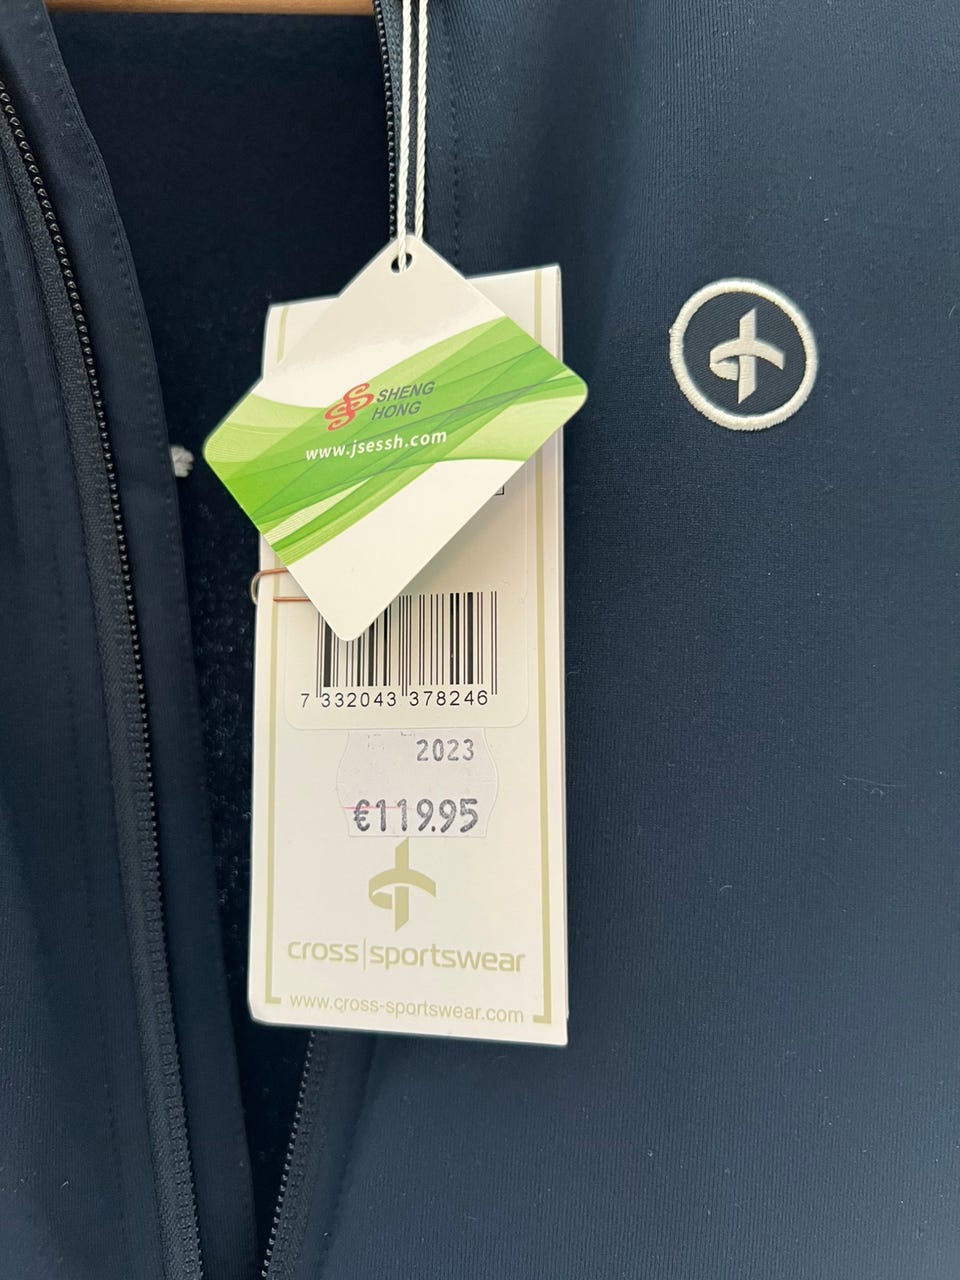 SHENG
HONG
www.jsessh.com
7 332043 378246
2023
€119.95
cross|sportswear
www.cross-sportswear.com